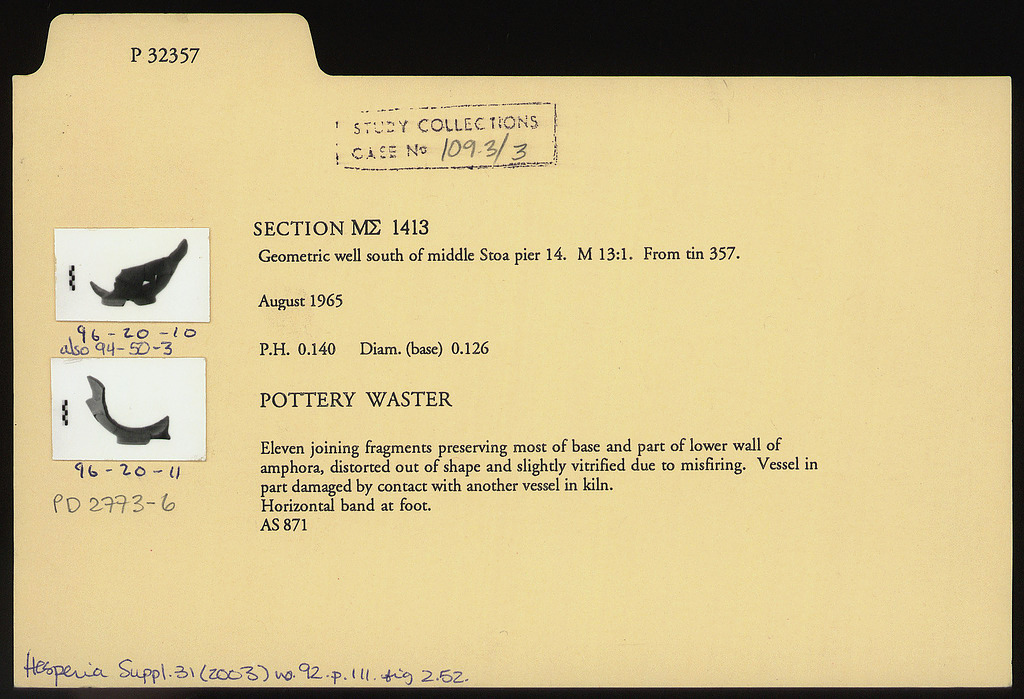 P 32357
STUDY COLLECTIONS
CASE No 109-3/3
SECTION ΜΣ 1413
Geometric well south of middle Stoa pier 14. M 13:1. From tin 357.
August 1965
P.H. 0.140 Diam. (base) 0.126
POTTERY WASTER
Eleven joining fragments preserving most of base and part of lower wall of
amphora, distorted out of shape and slightly vitrified due to misfiring. Vessel in
part damaged by contact with another vessel in kiln.
Horizontal band at foot.
AS 871
96-20-10
also 94-50-3
96-20-11
PD 2773-6
Hesperia Suppl. 31 (2003) no. 92. p. 111. fig 2.52.